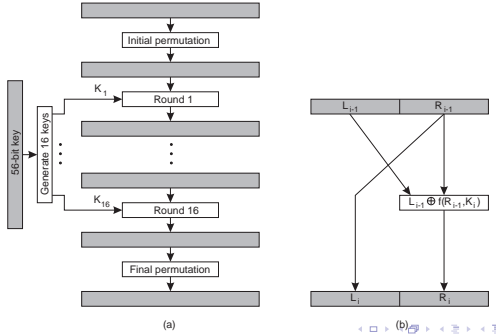 Initial permutation
K1
Round 1
56-bit key
Generate 16 keys
K16
Round 16
Final permutation
(a)
Li-1 Ri-1
Li-1 ⊕ f(Ri-1,Ki)
Li Ri
(b)